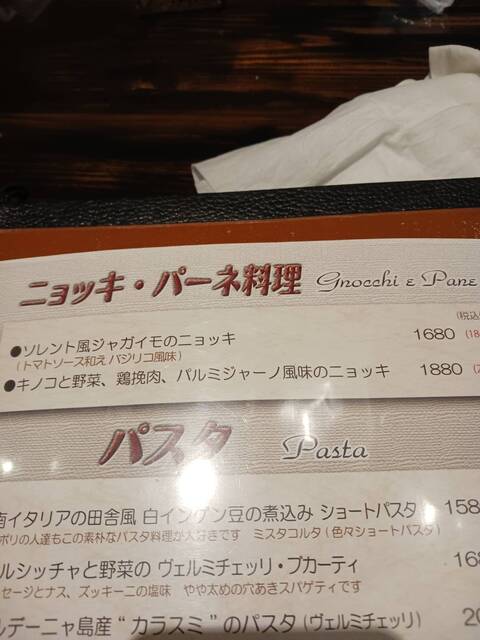 ニョッキ・パーネ料理 Gnocchi e Pane
●ソレント風ジャガイモのニョッキ 1680
(トマトソース和え バジリコ風味)
●キノコと野菜、鶏挽肉、パルミジャーノ風味のニョッキ 1880
パスタ Pasta
南イタリアの田舎風 白インゲン豆の煮込み ショートパスタ 158
ポリの人達もこの素朴なパスタ料理が大好きです ミスタコルタ(色々ショートパスタ)
ルシッチャと野菜の ヴェルミチェッリ・ブカーティ 168
セージとナス、ズッキーニの塩味 やや太めの穴あきスパゲティです
ルデーニャ島産“カラスミ”のパスタ(ヴェルミチェッリ) 20